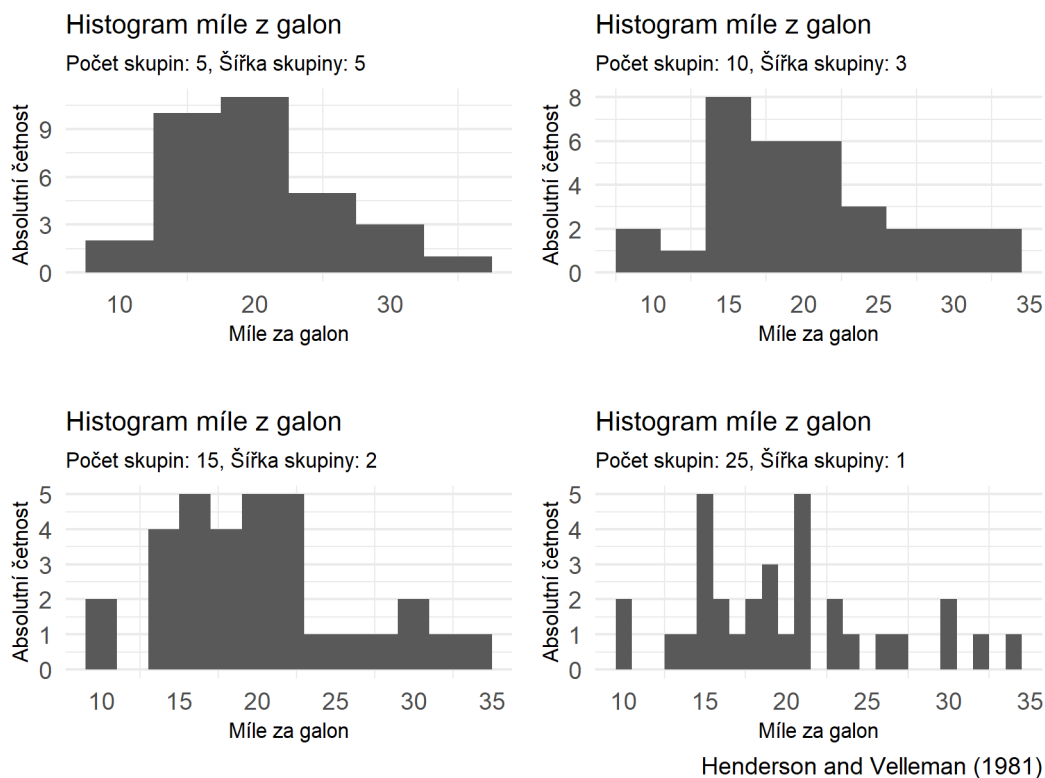 Histogram míle z galon
Počet skupin: 5, Šířka skupiny: 5
Absolutní četnost
9
6
3
0
10 20 30
Míle za galon
Histogram míle z galon
Počet skupin: 10, Šířka skupiny: 3
Absolutní četnost
8
6
4
2
0
10 15 20 25 30 35
Míle za galon
Histogram míle z galon
Počet skupin: 15, Šířka skupiny: 2
Absolutní četnost
5
4
3
2
1
0
10 15 20 25 30 35
Míle za galon
Histogram míle z galon
Počet skupin: 25, Šířka skupiny: 1
Absolutní četnost
5
4
3
2
1
0
10 15 20 25 30 35
Míle za galon
Henderson and Velleman (1981)